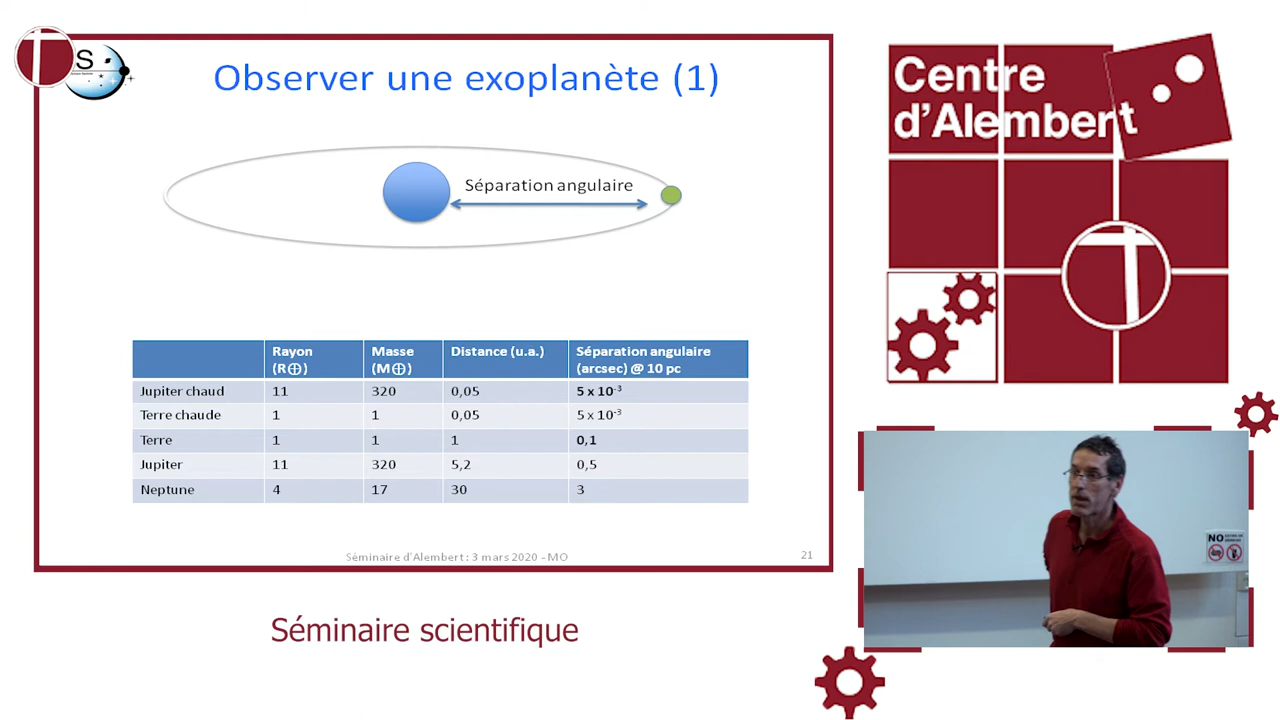 S
Observer une exoplanète (1)
Séparation angulaire
Rayon (R⊕) Masse (M⊕) Distance (u.a.) Séparation angulaire (arcsec) @ 10 pc
Jupiter chaud 11 320 0,05 5 x 10⁻³
Terre chaude 1 1 0,05 5 x 10⁻³
Terre 1 1 1 0,1
Jupiter 11 320 5,2 0,5
Neptune 4 17 30 3
Séminaire d'Alembert : 3 mars 2020 - MO
21
Séminaire scientifique
Centre
d'Alembert
NO